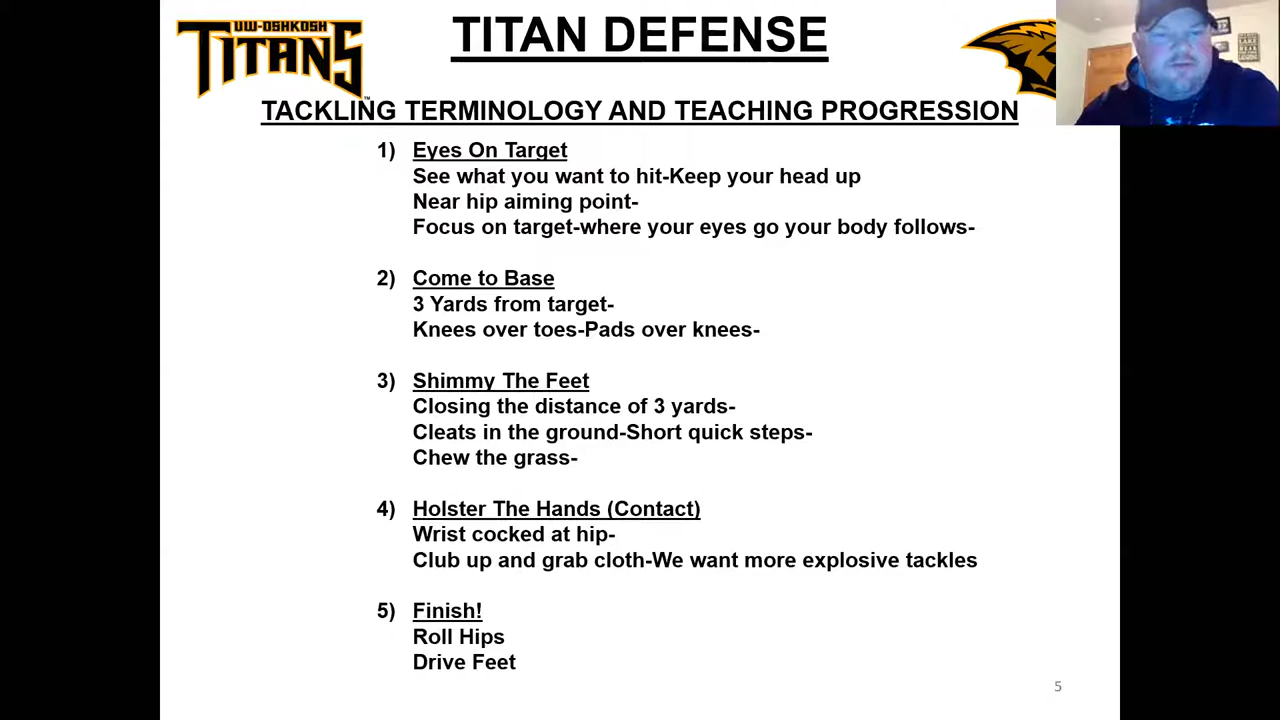 UW-OSHKOSH
TITANS
TM
TITAN DEFENSE
TACKLING TERMINOLOGY AND TEACHING PROGRESSION
1) Eyes On Target
See what you want to hit-Keep your head up
Near hip aiming point-
Focus on target-where your eyes go your body follows-
2) Come to Base
3 Yards from target-
Knees over toes-Pads over knees-
3) Shimmy The Feet
Closing the distance of 3 yards-
Cleats in the ground-Short quick steps-
Chew the grass-
4) Holster The Hands (Contact)
Wrist cocked at hip-
Club up and grab cloth-We want more explosive tackles
5) Finish!
Roll Hips
Drive Feet
5